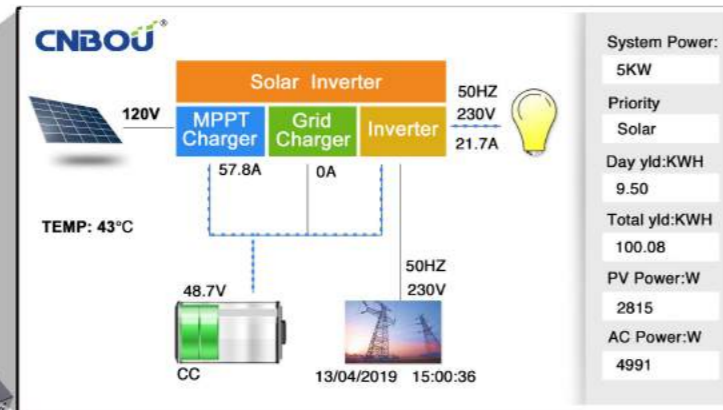 CNBOU®
Solar Inverter
120V
MPPT
Charger
Grid
Charger
Inverter
50HZ
230V
21.7A
57.8A
0A
TEMP: 43°C
48.7V
CC
50HZ
230V
13/04/2019 15:00:36
System Power:
5KW
Priority
Solar
Day yld:KWH
9.50
Total yld:KWH
100.08
PV Power:W
2815
AC Power:W
4991